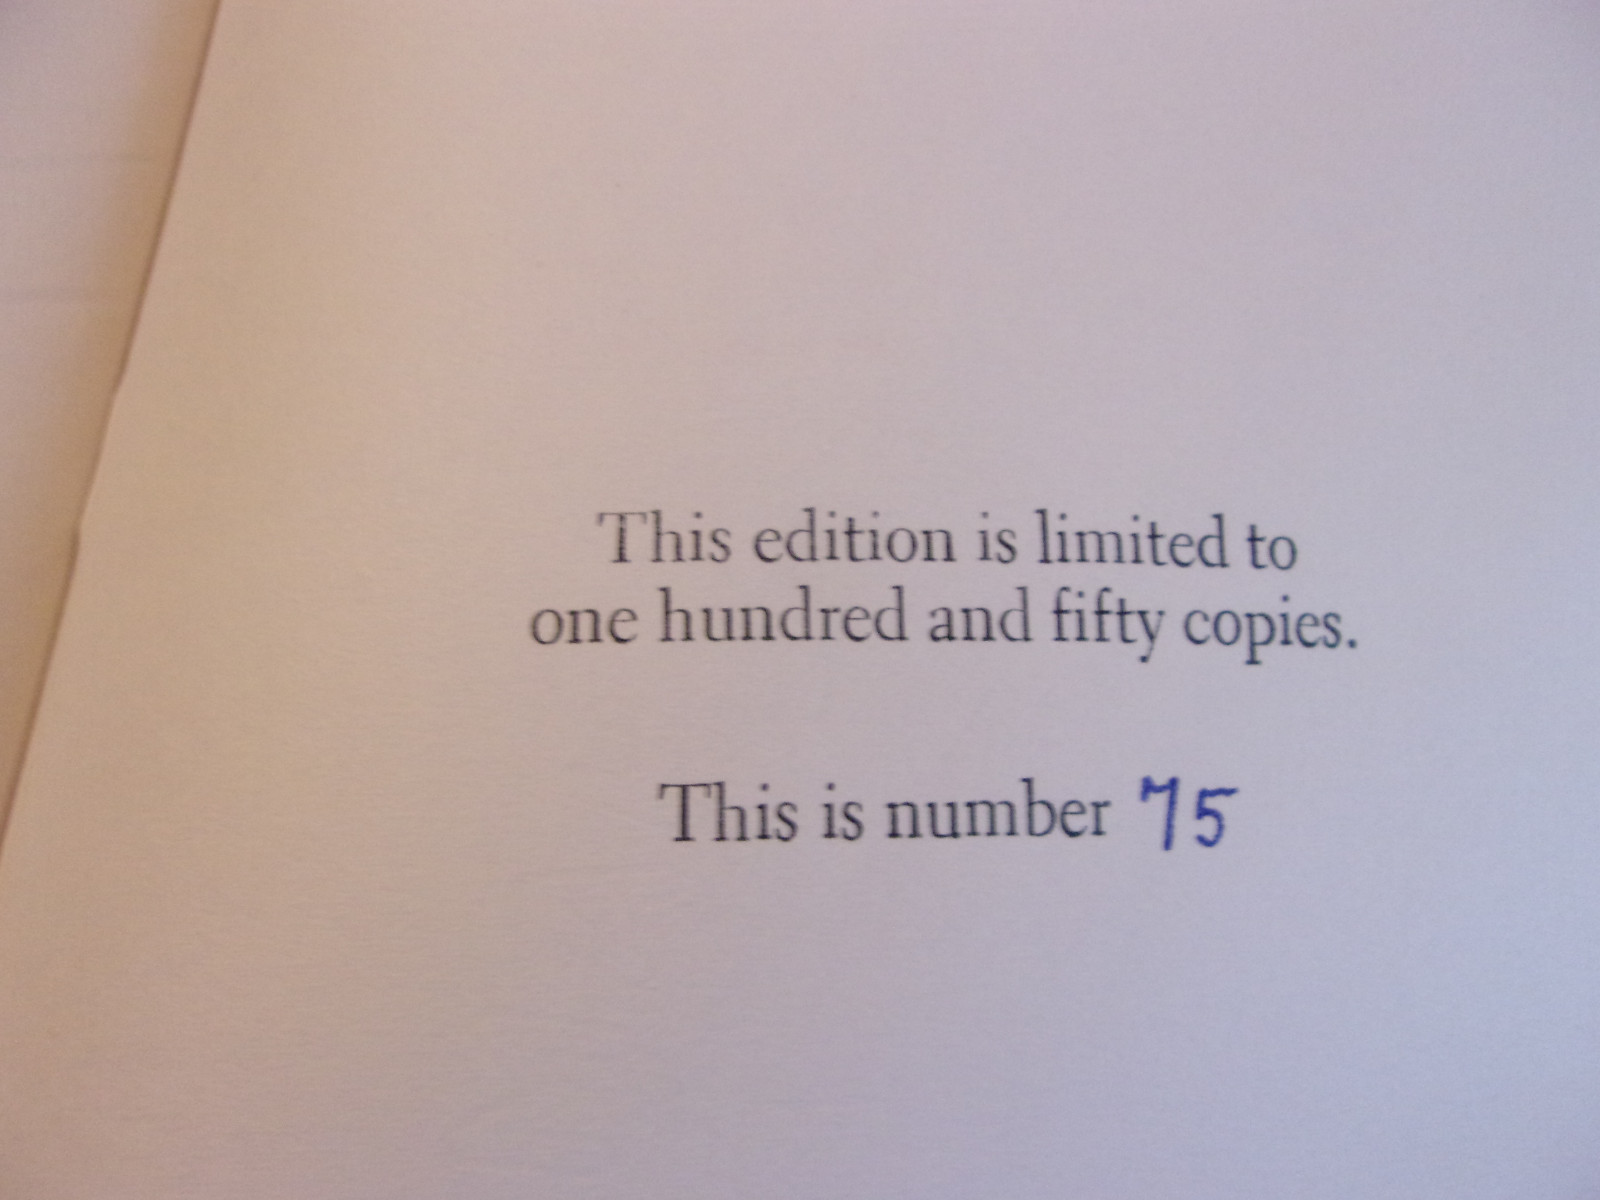 This edition is limited to
one hundred and fifty copies.
This is number 75